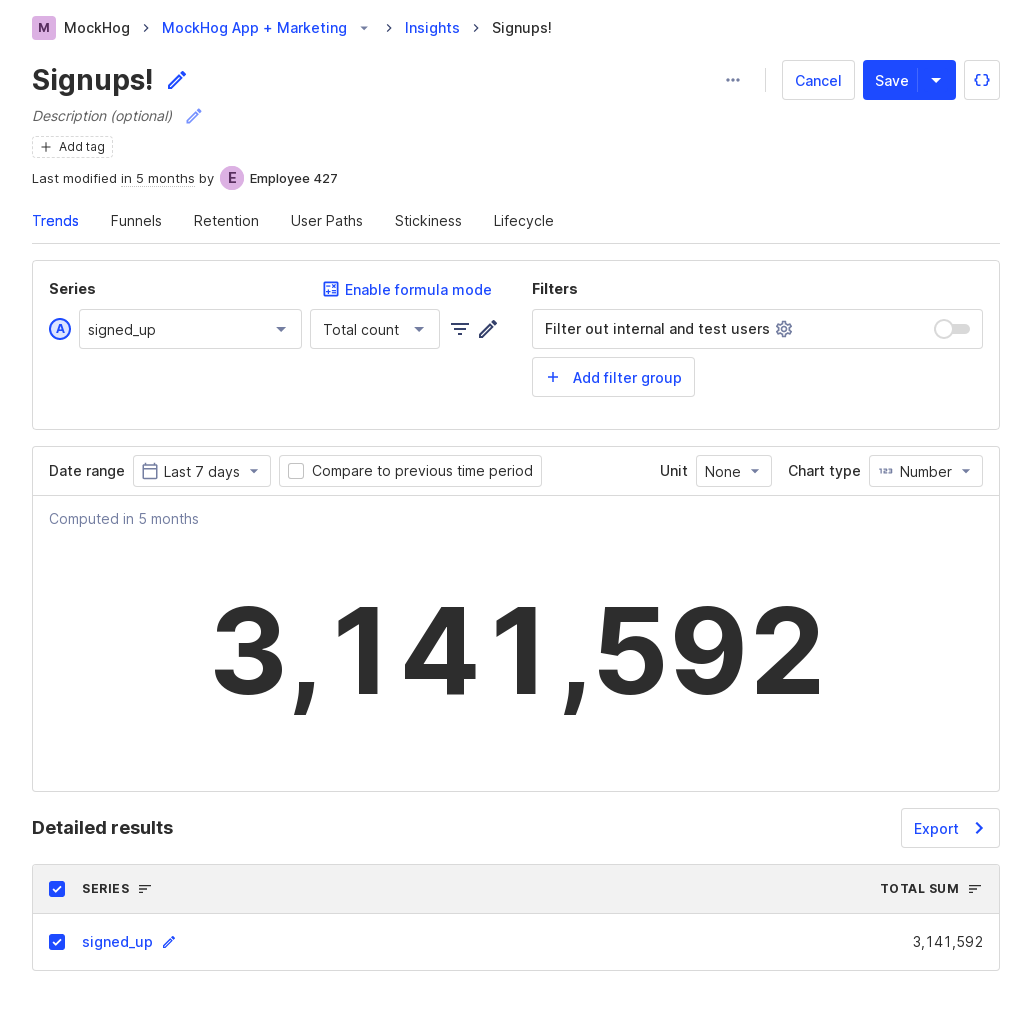 M MockHog > MockHog App + Marketing > Insights > Signups!
Signups!
Cancel Save
Description (optional)
Add tag
Last modified in 5 months by E Employee 427
Trends Funnels Retention User Paths Stickiness Lifecycle
Series Enable formula mode Filters
A signed_up Total count Filter out internal and test users
Add filter group
Date range Last 7 days Compare to previous time period Unit None Chart type 123 Number
Computed in 5 months
3,141,592
Detailed results Export
SERIES TOTAL SUM
signed_up 3,141,592